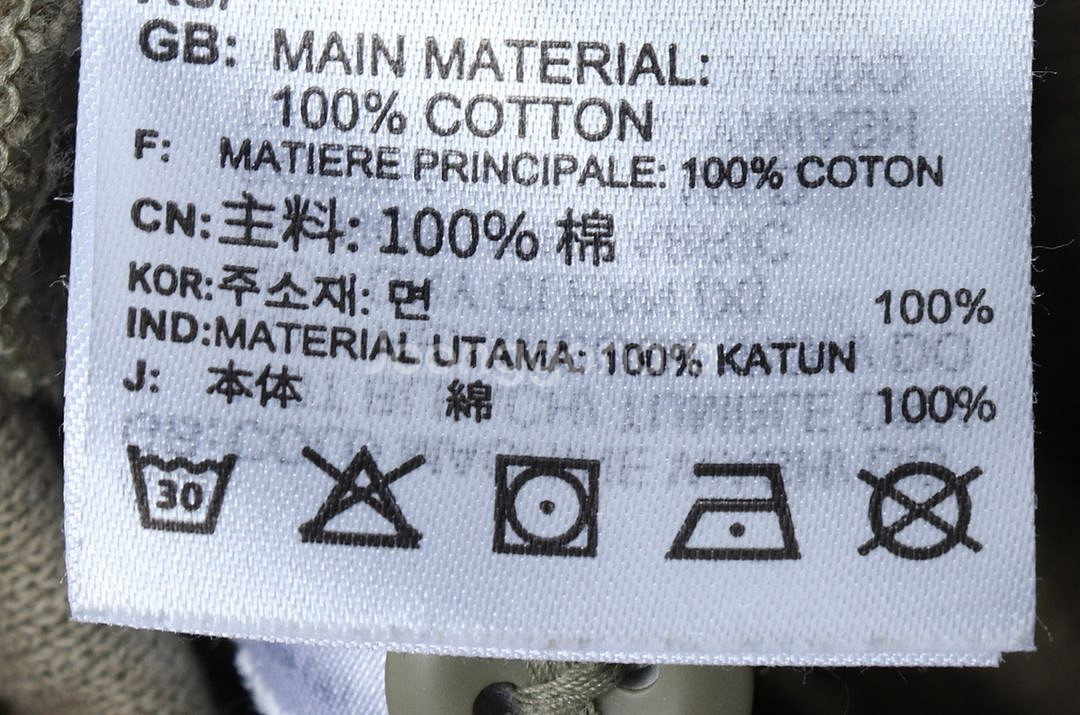 GB: MAIN MATERIAL:
100% COTTON
F: MATIERE PRINCIPALE: 100% COTON
CN: 主料: 100% 棉
KOR: 주소재: 면 100%
IND: MATERIAL UTAMA: 100% KATUN
J: 本体 綿 100%
30